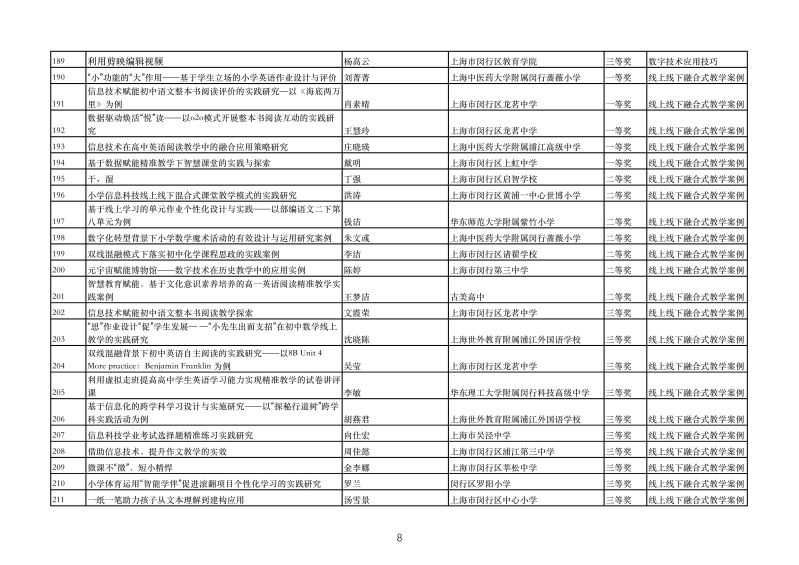 189 利用剪映编辑视频 杨高云 上海市闵行区教育学院 三等奖 数字技术应用技巧
190 “小”功能的“大”作用——基于学生立场的小学英语作业设计与评价 刘菁菁 上海中医药大学附属闵行蔷薇小学 一等奖 线上线下融合式教学案例
信息技术赋能初中语文整本书阅读评价的实践研究—以《海底两万
191 里》为例 肖素晴 上海市闵行区龙茗中学 一等奖 线上线下融合式教学案例
数据驱动焕活“悦”读——以o2o模式开展整本书阅读互动的实践研
192 究 王慧玲 上海市闵行区龙茗中学 一等奖 线上线下融合式教学案例
193 信息技术在高中英语阅读教学中的融合应用策略研究 庄晓瑛 上海中医药大学附属浦江高级中学 一等奖 线上线下融合式教学案例
194 基于数据赋能精准教学下智慧课堂的实践与探索 戴明 上海市闵行区上虹中学 一等奖 线上线下融合式教学案例
195 干、湿 丁强 上海市闵行区启智学校 二等奖 线上线下融合式教学案例
196 小学信息科技线上线下混合式课堂教学模式的实践研究 洪涛 上海市闵行区黄浦一中心世博小学 二等奖 线上线下融合式教学案例
基于线上学习的单元作业个性化设计与实践——以部编语文二下第
197 八单元为例 钱洁 华东师范大学附属紫竹小学 二等奖 线上线下融合式教学案例
198 数字化转型背景下小学数学魔术活动的有效设计与运用研究案例 朱文彧 上海中医药大学附属闵行蔷薇小学 二等奖 线上线下融合式教学案例
199 双线混融模式下落实初中化学课程思政的实践案例 李洁 上海市闵行区诸翟学校 二等奖 线上线下融合式教学案例
200 元宇宙赋能博物馆——数字技术在历史教学中的应用实例 陈婷 上海市闵行第三中学 二等奖 线上线下融合式教学案例
智慧教育赋能，基于文化意识素养培养的高一英语阅读精准教学实
201 践案例 王梦洁 古美高中 二等奖 线上线下融合式教学案例
202 信息技术赋能初中语文整本书阅读教学探索 文霞荣 上海市闵行区龙茗中学 三等奖 线上线下融合式教学案例
“思”作业设计“促”学生发展— —“小先生出面支招”在初中数学线上
203 教学的实践研究 沈晓陈 上海世外教育附属浦江外国语学校 三等奖 线上线下融合式教学案例
双线混融背景下初中英语自主阅读的实践研究——以8B Unit 4
204 More practice：Benjamin Franklin 为例 吴莹 上海市闵行区龙茗中学 三等奖 线上线下融合式教学案例
利用虚拟走班提高高中学生英语学习能力实现精准教学的试卷讲评
205 课 李敏 华东理工大学附属闵行科技高级中学 三等奖 线上线下融合式教学案例
基于信息化的跨学科学习设计与实施研究——以“探秘行道树”跨学
206 科实践活动为例 胡燕君 上海世外教育附属浦江外国语学校 三等奖 线上线下融合式教学案例
207 信息科技学业考试选择题精准练习实践研究 向仕宏 上海市吴泾中学 三等奖 线上线下融合式教学案例
208 借助信息技术，提升作文教学的实效 周佳懿 上海市闵行区浦江第三中学 三等奖 线上线下融合式教学案例
209 微课不“微”，短小精悍 金李娜 上海市闵行区莘松中学 三等奖 线上线下融合式教学案例
210 小学体育运用“智能学伴”促进滚翻项目个性化学习的实践研究 罗兰 闵行区罗阳小学 三等奖 线上线下融合式教学案例
211 一纸一笔助力孩子从文本理解到建构应用 汤雪景 上海市闵行区中心小学 三等奖 线上线下融合式教学案例
8